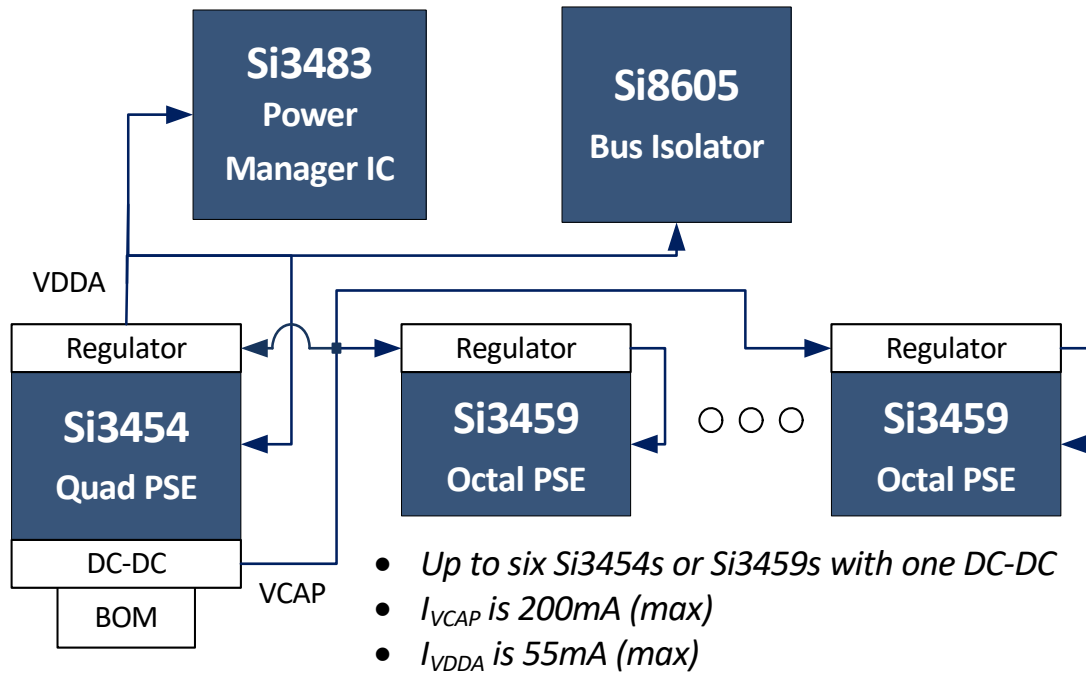 Si3483
Power
Manager IC
Si8605
Bus Isolator
VDDA
Regulator
Si3454
Quad PSE
DC-DC
BOM
VCAP
Regulator
Si3459
Octal PSE
Regulator
Si3459
Octal PSE
• Up to six Si3454s or Si3459s with one DC-DC
• IVCAP is 200mA (max)
• IVDDA is 55mA (max)